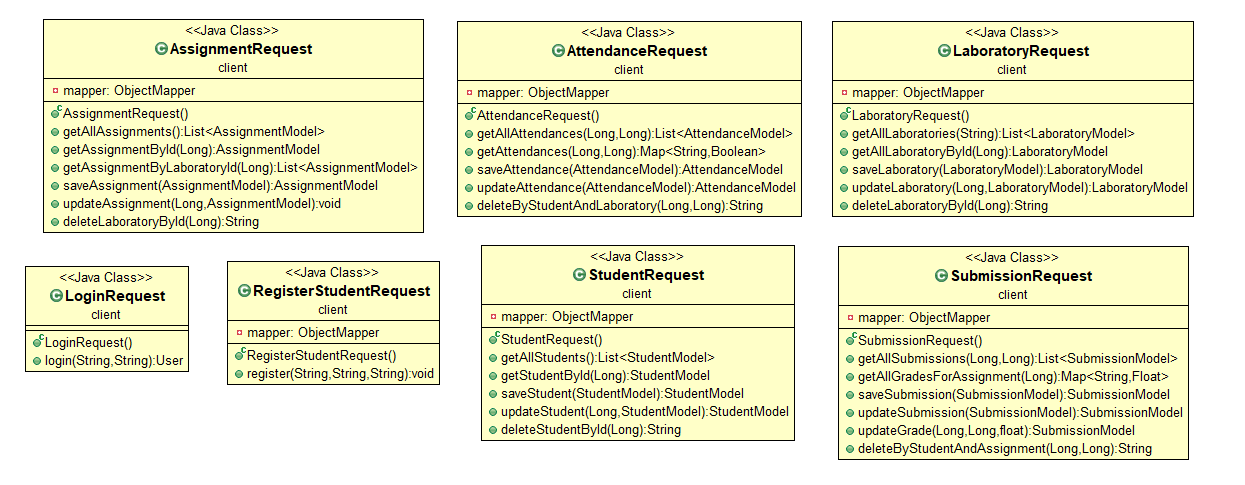 <<Java Class>>
AssignmentRequest
client
mapper: ObjectMapper
AssignmentRequest()
getAllAssignments():List<AssignmentModel>
getAssignmentById(Long):AssignmentModel
getAssignmentByLaboratoryId(Long):List<AssignmentModel>
saveAssignment(AssignmentModel):AssignmentModel
updateAssignment(Long,AssignmentModel):void
deleteLaboratoryById(Long):String
<<Java Class>>
AttendanceRequest
client
mapper: ObjectMapper
AttendanceRequest()
getAllAttendances(Long,Long):List<AttendanceModel>
getAttendances(Long,Long):Map<String,Boolean>
saveAttendance(AttendanceModel):AttendanceModel
updateAttendance(AttendanceModel):AttendanceModel
deleteByStudentAndLaboratory(Long,Long):String
<<Java Class>>
LaboratoryRequest
client
mapper: ObjectMapper
LaboratoryRequest()
getAllLaboratories(String):List<LaboratoryModel>
getAllLaboratoryById(Long):LaboratoryModel
saveLaboratory(LaboratoryModel):LaboratoryModel
updateLaboratory(Long,LaboratoryModel):LaboratoryModel
deleteLaboratoryById(Long):String
<<Java Class>>
LoginRequest
client
LoginRequest()
login(String,String):User
<<Java Class>>
RegisterStudentRequest
client
mapper: ObjectMapper
RegisterStudentRequest()
register(String,String,String):void
<<Java Class>>
StudentRequest
client
mapper: ObjectMapper
StudentRequest()
getAllStudents():List<StudentModel>
getStudentById(Long):StudentModel
saveStudent(StudentModel):StudentModel
updateStudent(Long,StudentModel):StudentModel
deleteStudentById(Long):String
<<Java Class>>
SubmissionRequest
client
mapper: ObjectMapper
SubmissionRequest()
getAllSubmissions(Long,Long):List<SubmissionModel>
getAllGradesForAssignment(Long):Map<String,Float>
saveSubmission(SubmissionModel):SubmissionModel
updateSubmission(SubmissionModel):SubmissionModel
updateGrade(Long,Long,float):SubmissionModel
deleteByStudentAndAssignment(Long,Long):String